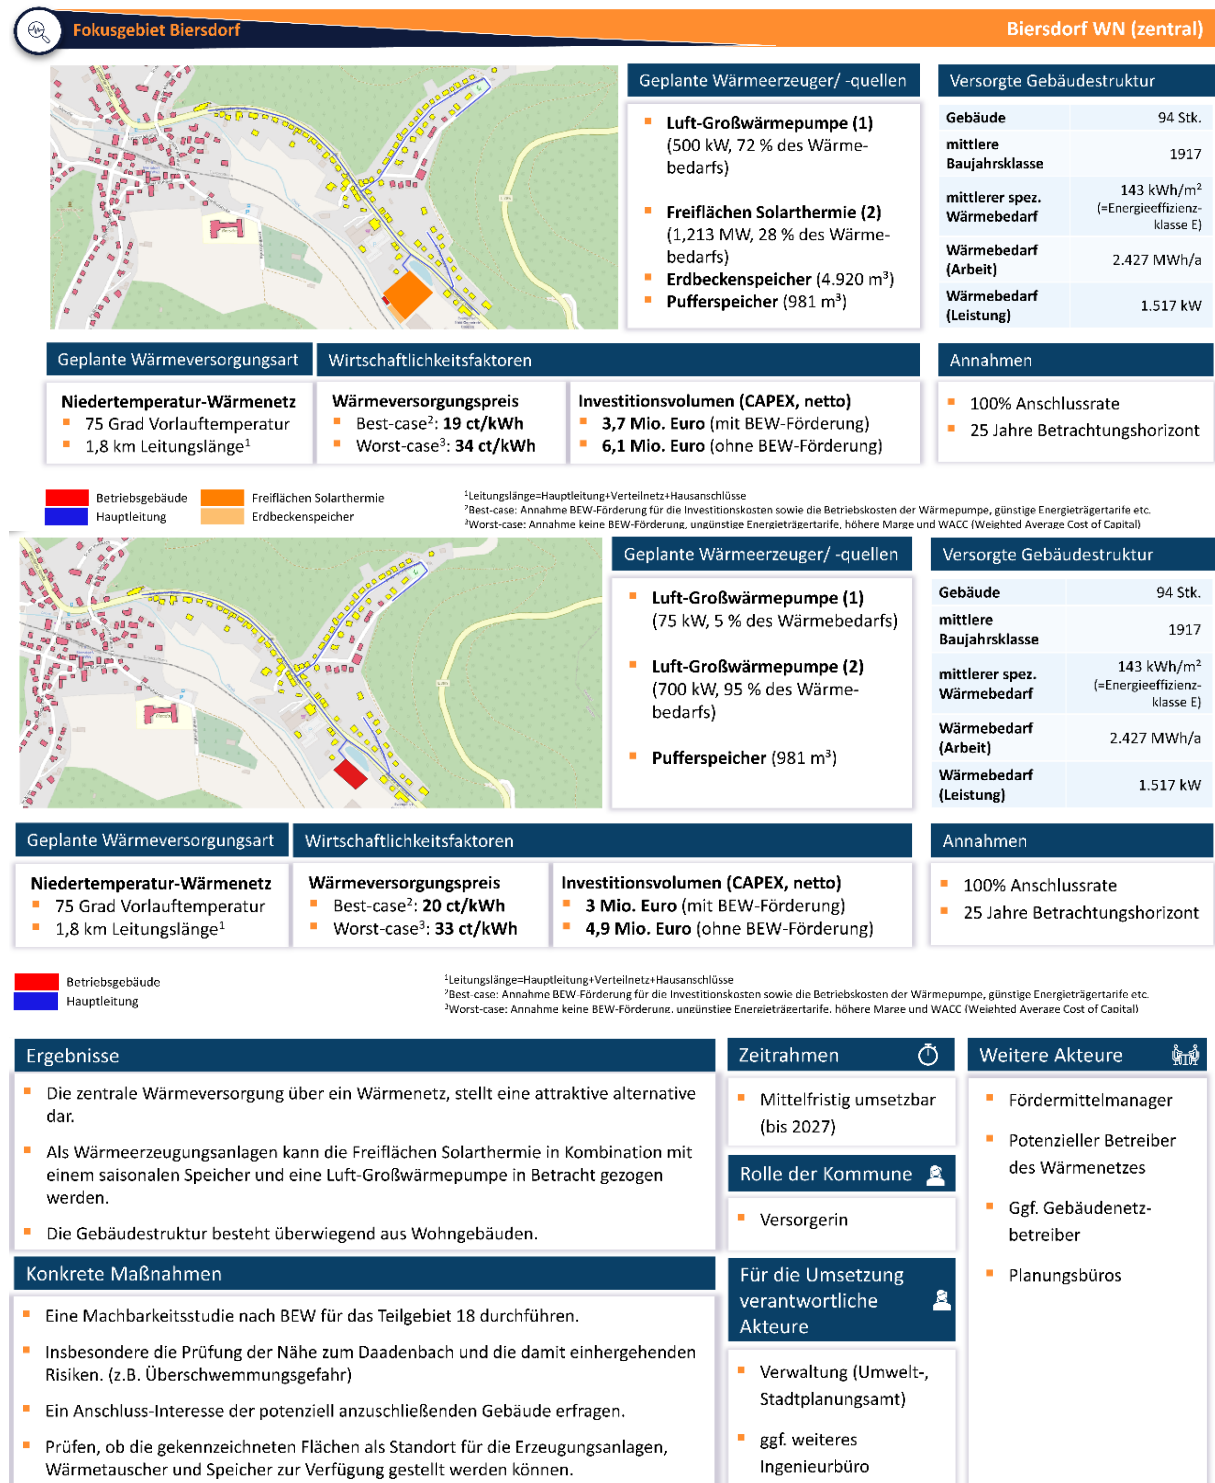 Fokusgebiet Biersdorf
Biersdorf WN (zentral)
Geplante Wärmeerzeuger/ -quellen
Luft-Großwärmepumpe (1)
(500 kW, 72 % des Wärme-
bedarfs)
Freiflächen Solarthermie (2)
(1,213 MW, 28 % des Wärme-
bedarfs)
Erdbeckenspeicher (4.920 m³)
Pufferspeicher (981 m³)
Versorgte Gebäudestruktur
Gebäude 94 Stk.
mittlere
Baujahrsklasse 1917
mittlerer spez.
Wärmebedarf 143 kWh/m²
(=Energieeffizienz-
klasse E)
Wärmebedarf
(Arbeit) 2.427 MWh/a
Wärmebedarf
(Leistung) 1.517 kW
Geplante Wärmeversorgungsart
Niedertemperatur-Wärmenetz
75 Grad Vorlauftemperatur
1,8 km Leitungslänge¹
Wirtschaftlichkeitsfaktoren
Wärmeversorgungspreis
Best-case²: 19 ct/kWh
Worst-case³: 34 ct/kWh
Investitionsvolumen (CAPEX, netto)
3,7 Mio. Euro (mit BEW-Förderung)
6,1 Mio. Euro (ohne BEW-Förderung)
Annahmen
100% Anschlussrate
25 Jahre Betrachtungshorizont
Betriebsgebäude
Hauptleitung
Freiflächen Solarthermie
Erdbeckenspeicher
¹Leitungslänge=Hauptleitung+Verteilnetz+Hausanschlüsse
²Best-case: Annahme BEW-Förderung für die Investitionskosten sowie die Betriebskosten der Wärmepumpe, günstige Energieträgertarife etc.
³Worst-case: Annahme keine BEW-Förderung, ungünstige Energieträgertarife, höhere Marge und WACC (Weighted Average Cost of Capital)
Geplante Wärmeerzeuger/ -quellen
Luft-Großwärmepumpe (1)
(75 kW, 5 % des Wärmebedarfs)
Luft-Großwärmepumpe (2)
(700 kW, 95 % des Wärme-
bedarfs)
Pufferspeicher (981 m³)
Versorgte Gebäudestruktur
Gebäude 94 Stk.
mittlere
Baujahrsklasse 1917
mittlerer spez.
Wärmebedarf 143 kWh/m²
(=Energieeffizienz-
klasse E)
Wärmebedarf
(Arbeit) 2.427 MWh/a
Wärmebedarf
(Leistung) 1.517 kW
Geplante Wärmeversorgungsart
Niedertemperatur-Wärmenetz
75 Grad Vorlauftemperatur
1,8 km Leitungslänge¹
Wirtschaftlichkeitsfaktoren
Wärmeversorgungspreis
Best-case²: 20 ct/kWh
Worst-case³: 33 ct/kWh
Investitionsvolumen (CAPEX, netto)
3 Mio. Euro (mit BEW-Förderung)
4,9 Mio. Euro (ohne BEW-Förderung)
Annahmen
100% Anschlussrate
25 Jahre Betrachtungshorizont
Betriebsgebäude
Hauptleitung
¹Leitungslänge=Hauptleitung+Verteilnetz+Hausanschlüsse
²Best-case: Annahme BEW-Förderung für die Investitionskosten sowie die Betriebskosten der Wärmepumpe, günstige Energieträgertarife etc.
³Worst-case: Annahme keine BEW-Förderung, ungünstige Energieträgertarife, höhere Marge und WACC (Weighted Average Cost of Capital)
Ergebnisse
Die zentrale Wärmeversorgung über ein Wärmenetz, stellt eine attraktive alternative
dar.
Als Wärmeerzeugungsanlagen kann die Freiflächen Solarthermie in Kombination mit
einem saisonalen Speicher und eine Luft-Großwärmepumpe in Betracht gezogen
werden.
Die Gebäudestruktur besteht überwiegend aus Wohngebäuden.
Konkrete Maßnahmen
Eine Machbarkeitsstudie nach BEW für das Teilgebiet 18 durchführen.
Insbesondere die Prüfung der Nähe zum Daadenbach und die damit einhergehenden
Risiken. (z.B. Überschwemmungsgefahr)
Ein Anschluss-Interesse der potenziell anzuschließenden Gebäude erfragen.
Prüfen, ob die gekennzeichneten Flächen als Standort für die Erzeugungsanlagen,
Wärmetauscher und Speicher zur Verfügung gestellt werden können.
Zeitrahmen
Mittelfristig umsetzbar
(bis 2027)
Rolle der Kommune
Versorgerin
Für die Umsetzung
verantwortliche
Akteure
Verwaltung (Umwelt-,
Stadtplanungsamt)
ggf. weiteres
Ingenieurbüro
Weitere Akteure
Fördermittelmanager
Potenzieller Betreiber
des Wärmenetzes
Ggf. Gebäudenetz-
betreiber
Planungsbüros